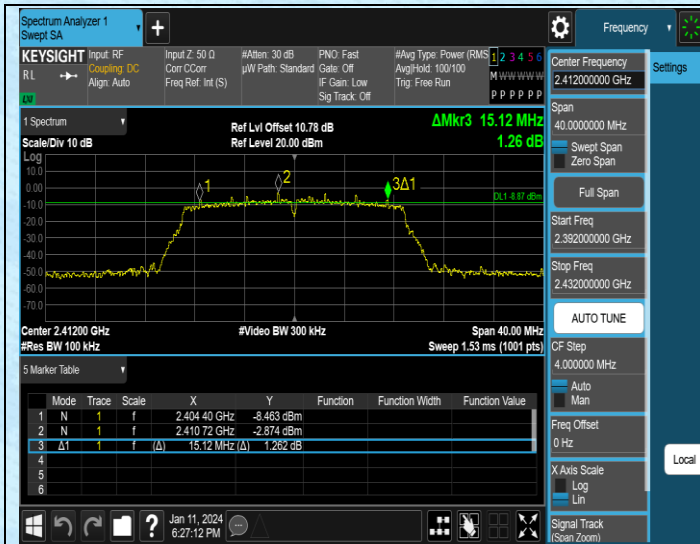 Spectrum Analyzer 1
Swept SA
+
Frequency
KEYSIGHT
RL
LXI
Input: RF
Coupling: DC
Align: Auto
Input Z: 50 Ω
Corr CCorr
Freq Ref: Int (S)
#Atten: 30 dB
µW Path: Standard
PNO: Fast
Gate: Off
IF Gain: Low
Sig Track: Off
#Avg Type: Power (RMS
Avg|Hold: 100/100
Trig: Free Run
1 2 3 4 5 6
M W W W W W
P P P P P P
1 Spectrum
Scale/Div 10 dB
Ref Lvl Offset 10.78 dB
Ref Level 20.00 dBm
ΔMkr3 15.12 MHz
1.26 dB
Log
10.0
0.00
-10.0
-20.0
-30.0
-40.0
-50.0
-60.0
-70.0
1
2
3Δ1
DL1 -8.87 dBm
Center 2.41200 GHz
#Res BW 100 kHz
#Video BW 300 kHz
Span 40.00 MHz
Sweep 1.53 ms (1001 pts)
5 Marker Table
Mode Trace Scale X Y Function Function Width Function Value
1 N 1 f 2.404 40 GHz -8.463 dBm
2 N 1 f 2.410 72 GHz -2.874 dBm
3 Δ1 1 f (Δ) 15.12 MHz (Δ) 1.262 dB
4
5
6
?
Jan 11, 2024
6:27:12 PM
Center Frequency
2.412000000 GHz
Span
40.0000000 MHz
Swept Span
Zero Span
Full Span
Start Freq
2.392000000 GHz
Stop Freq
2.432000000 GHz
AUTO TUNE
CF Step
4.000000 MHz
Auto
Man
Freq Offset
0 Hz
X Axis Scale
Log
Lin
Signal Track
(Span Zoom)
Settings
Local